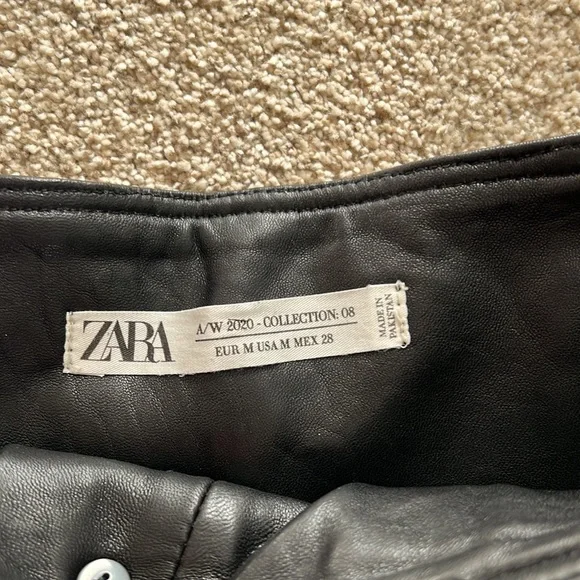 ZARA
A/W 2020 - COLLECTION: 08
EUR M USA M MEX 28
MADE IN
PAKISTAN